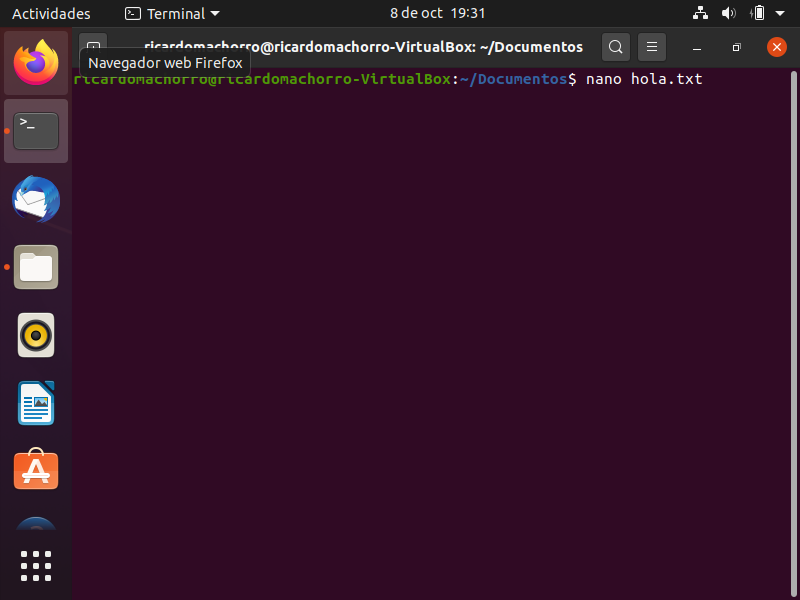 Actividades Terminal 8 de oct 19:31
ricardomachorro@ricardomachorro-VirtualBox: ~/Documentos
Navegador web Firefox
ricardomachorro@ricardomachorro-VirtualBox:~/Documentos$ nano hola.txt